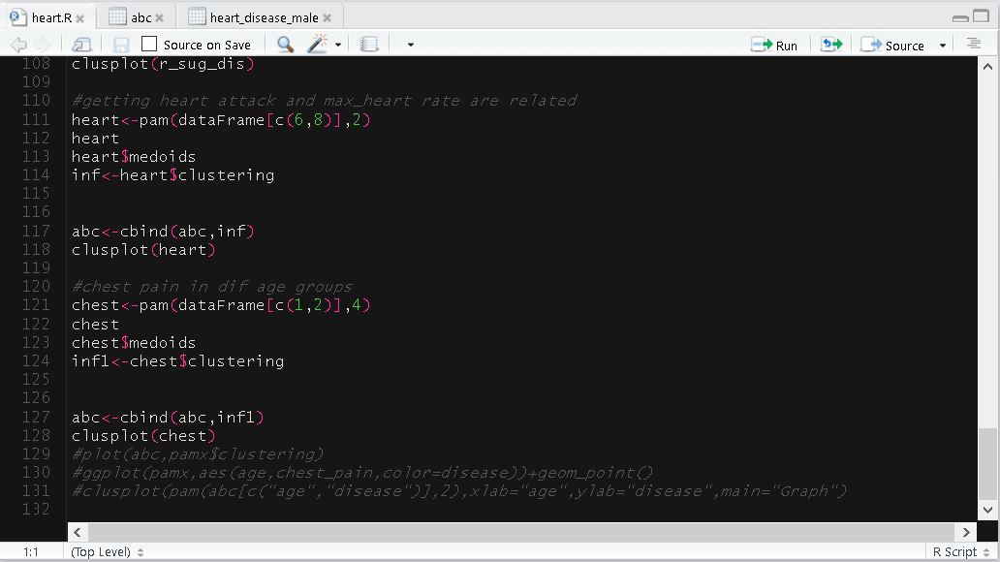 heart.R abc heart_disease_male
Source on Save Run Source
108 clusplot(r_sug_dis)
109
110 #getting heart attack and max_heart rate are related
111 heart<-pam(dataFrame[c(6,8)],2)
112 heart
113 heart$medoids
114 inf<-heart$clustering
115
116
117 abc<-cbind(abc,inf)
118 clusplot(heart)
119
120 #chest pain in dif age groups
121 chest<-pam(dataFrame[c(1,2)],4)
122 chest
123 chest$medoids
124 inf1<-chest$clustering
125
126
127 abc<-cbind(abc,inf1)
128 clusplot(chest)
129 #plot(abc,pamx$clustering)
130 #ggplot(pamx,aes(age,chest_pain,color=disease))+geom_point()
131 #clusplot(pam(abc[c("age","disease")],2),xlab="age",ylab="disease",main="Graph")
132
1:1 (Top Level) R Script